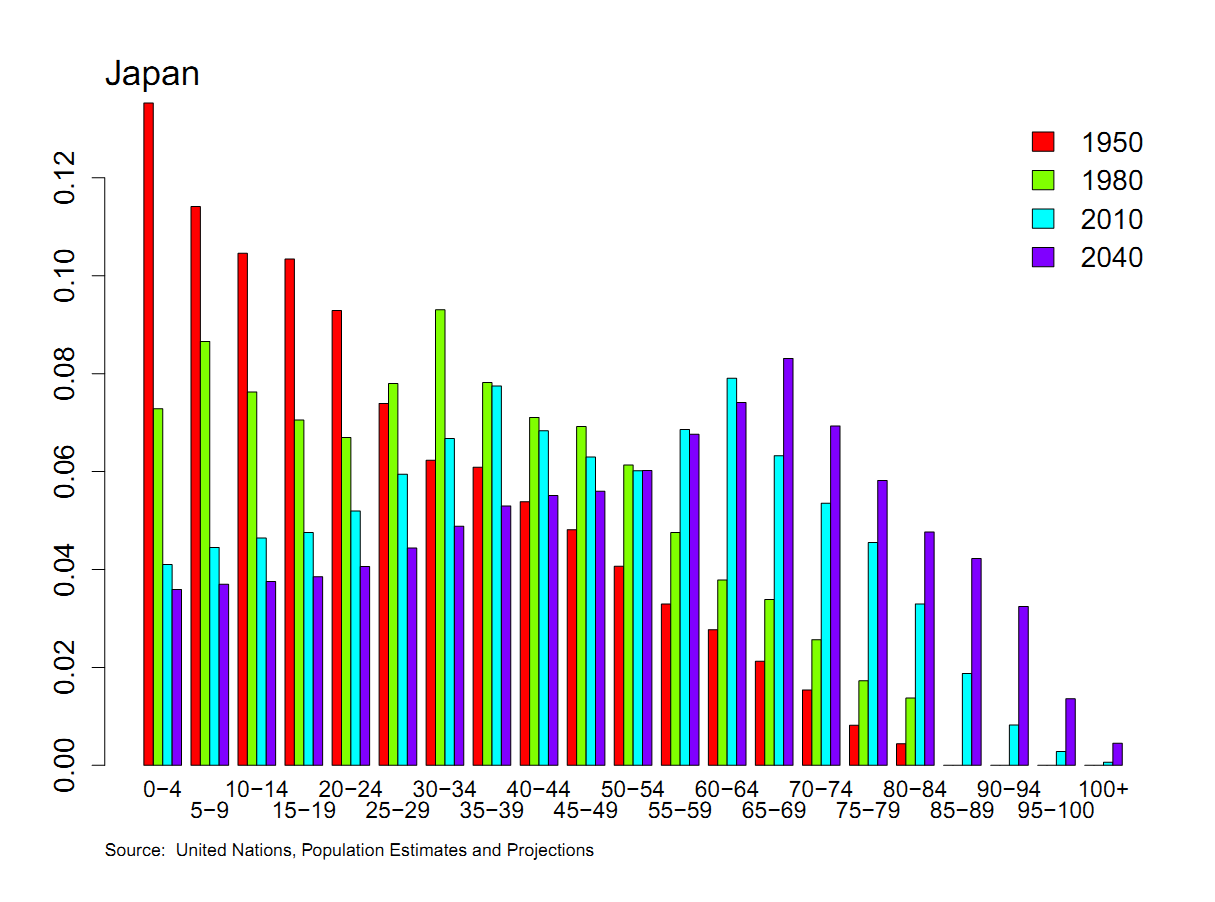 Japan
1950
1980
2010
2040
0.12
0.10
0.08
0.06
0.04
0.02
0.00
0−4 10−14 20−24 30−34 40−44 50−54 60−64 70−74 80−84 90−94 100+
5−9 15−19 25−29 35−39 45−49 55−59 65−69 75−79 85−89 95−100
Source: United Nations, Population Estimates and Projections